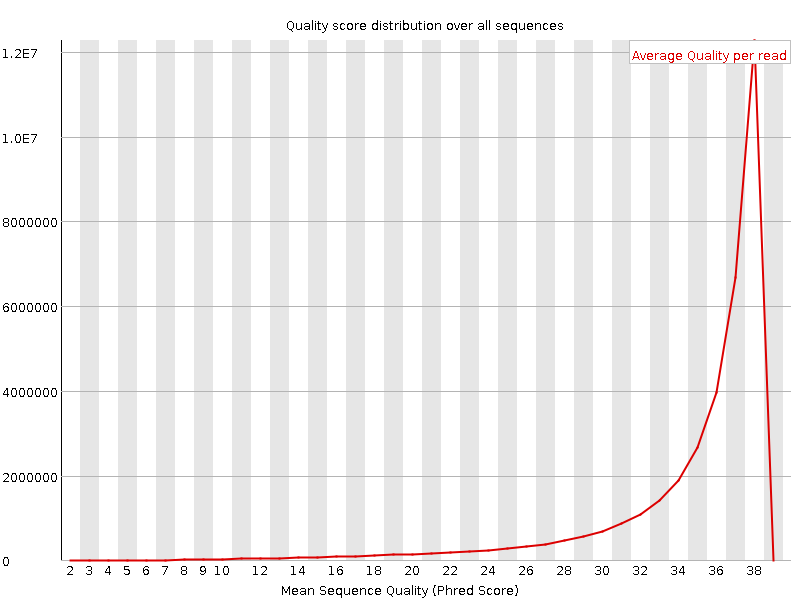 Quality score distribution over all sequences
Average Quality per read
1.2E7
1.0E7
8000000
6000000
4000000
2000000
0
2 3 4 5 6 7 8 9 10 12 14 16 18 20 22 24 26 28 30 32 34 36 38
Mean Sequence Quality (Phred Score)